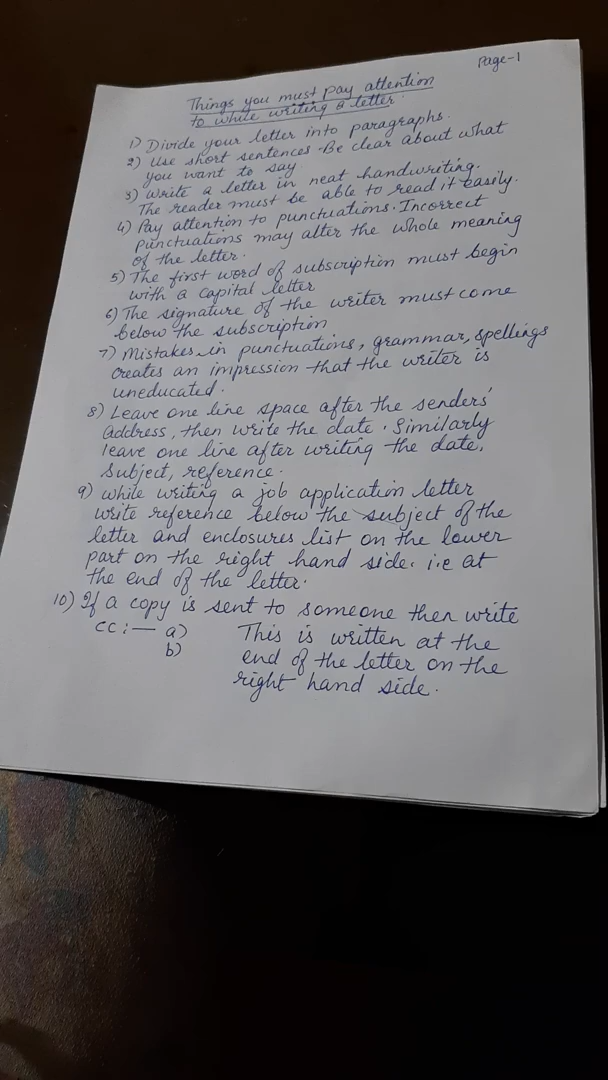 Page-1
Things you must pay attention
to while writing a letter.
1) Divide your letter into paragraphs.
2) Use short sentences. Be clear about what
you want to say.
3) Write a letter in neat handwriting.
The reader must be able to read it easily.
4) Pay attention to punctuations. Incorrect
punctuations may alter the whole meaning
of the letter.
5) The first word of subscription must begin
with a capital letter
6) The signature of the writer must come
below the subscription
7) Mistakes in punctuations, grammar, spellings
creates an impression that the writer is
uneducated.
8) Leave one line space after the senders'
address, then write the date. Similarly
leave one line after writing the date,
Subject, reference.
9) While writing a job application letter
write reference below the subject of the
letter and enclosures list on the lower
part on the right hand side. i.e at
the end of the letter.
10) If a copy is sent to someone then write
cc:— a) This is written at the
b) end of the letter on the
right hand side.